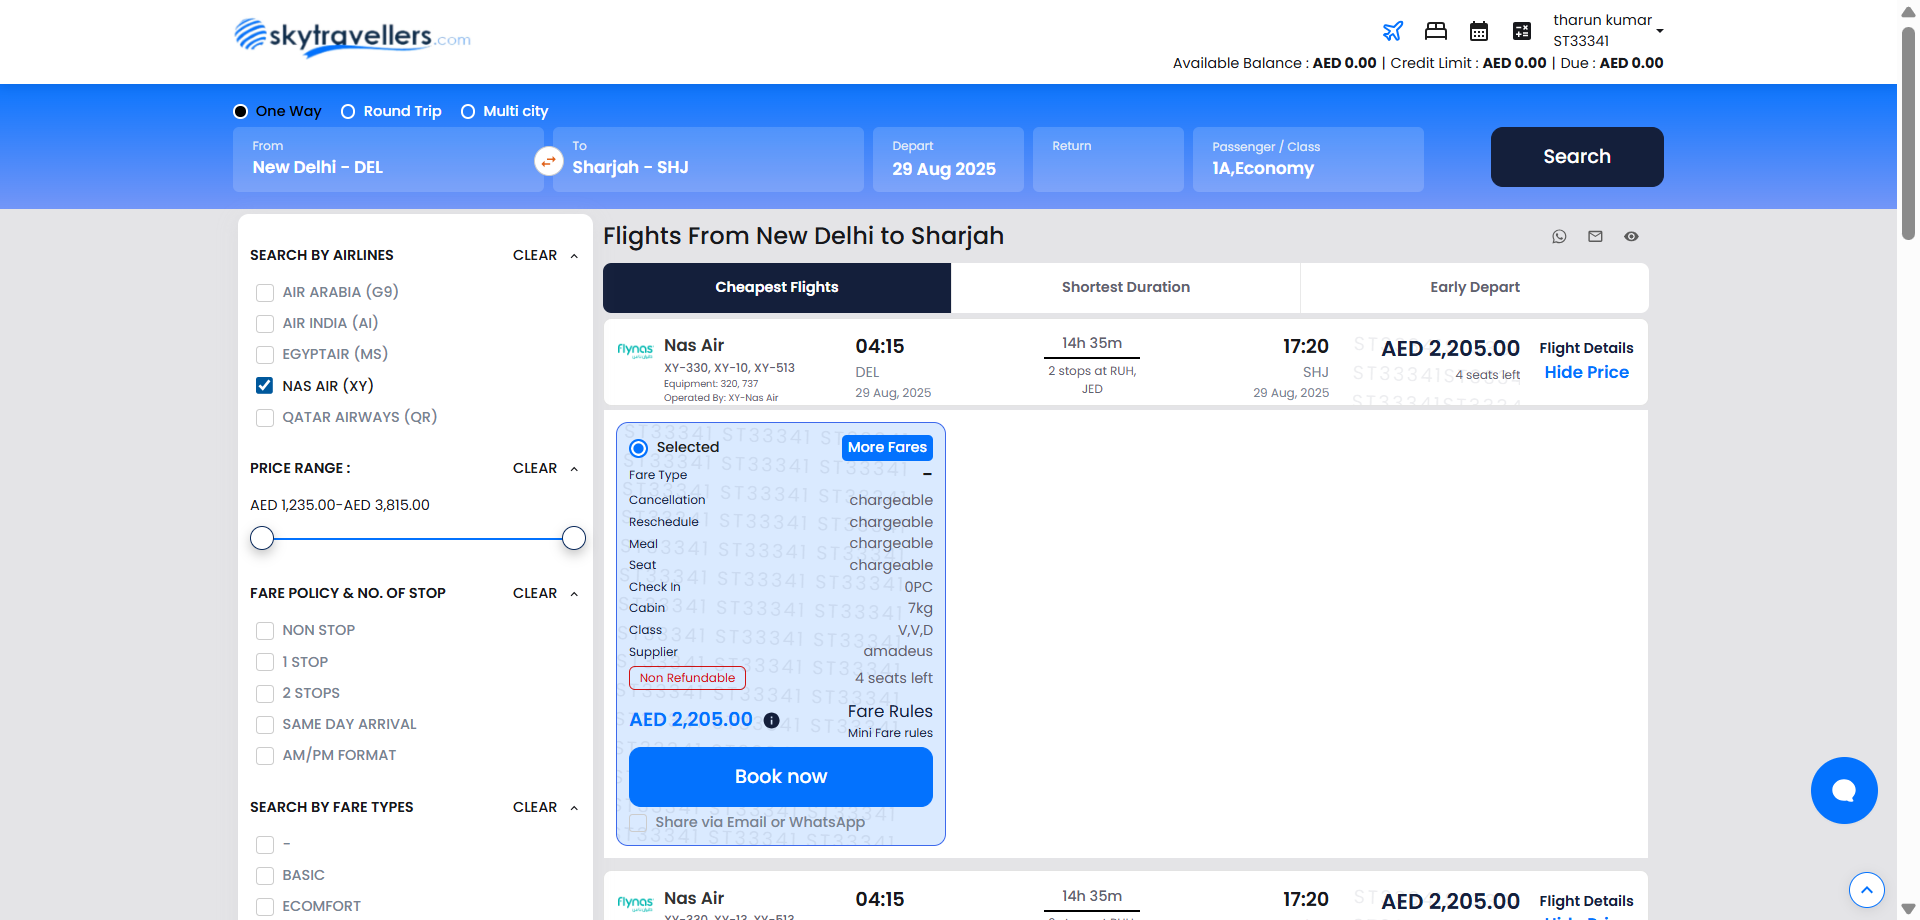 skytravellers.com
tharun kumar
ST33341
Available Balance : AED 0.00 | Credit Limit : AED 0.00 | Due : AED 0.00
One Way Round Trip Multi city
From
New Delhi - DEL
To
Sharjah - SHJ
Depart
29 Aug 2025
Return
Passenger / Class
1A,Economy
Search
SEARCH BY AIRLINES CLEAR
AIR ARABIA (G9)
AIR INDIA (AI)
EGYPTAIR (MS)
NAS AIR (XY)
QATAR AIRWAYS (QR)
PRICE RANGE : CLEAR
AED 1,235.00-AED 3,815.00
FARE POLICY & NO. OF STOP CLEAR
NON STOP
1 STOP
2 STOPS
SAME DAY ARRIVAL
AM/PM FORMAT
SEARCH BY FARE TYPES CLEAR
-
BASIC
ECOMFORT
Flights From New Delhi to Sharjah
Cheapest Flights Shortest Duration Early Depart
flynas
Nas Air
XY-330, XY-10, XY-513
Equipment: 320, 737
Operated By: XY-Nas Air
04:15
DEL
29 Aug, 2025
14h 35m
2 stops at RUH,
JED
17:20
SHJ
29 Aug, 2025
AED 2,205.00
4 seats left
Flight Details
Hide Price
Selected More Fares
Fare Type -
Cancellation chargeable
Reschedule chargeable
Meal chargeable
Seat chargeable
Check In 0PC
Cabin 7kg
Class V,V,D
Supplier amadeus
Non Refundable 4 seats left
AED 2,205.00 Fare Rules
Mini Fare rules
Book now
Share via Email or WhatsApp
flynas
Nas Air
XY-330, XY-13, XY-513
04:15
14h 35m
17:20
AED 2,205.00
Flight Details